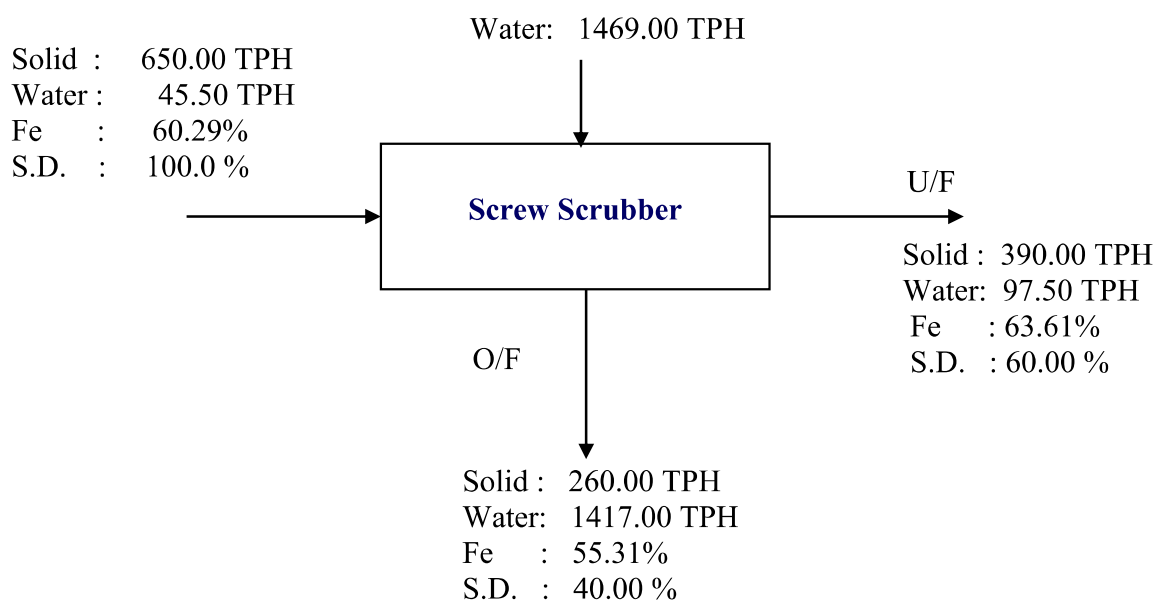 Water: 1469.00 TPH
Solid : 650.00 TPH
Water : 45.50 TPH
Fe : 60.29%
S.D. : 100.0 %
Screw Scrubber
U/F
Solid : 390.00 TPH
Water: 97.50 TPH
Fe : 63.61%
S.D. : 60.00 %
O/F
Solid : 260.00 TPH
Water: 1417.00 TPH
Fe : 55.31%
S.D. : 40.00 %